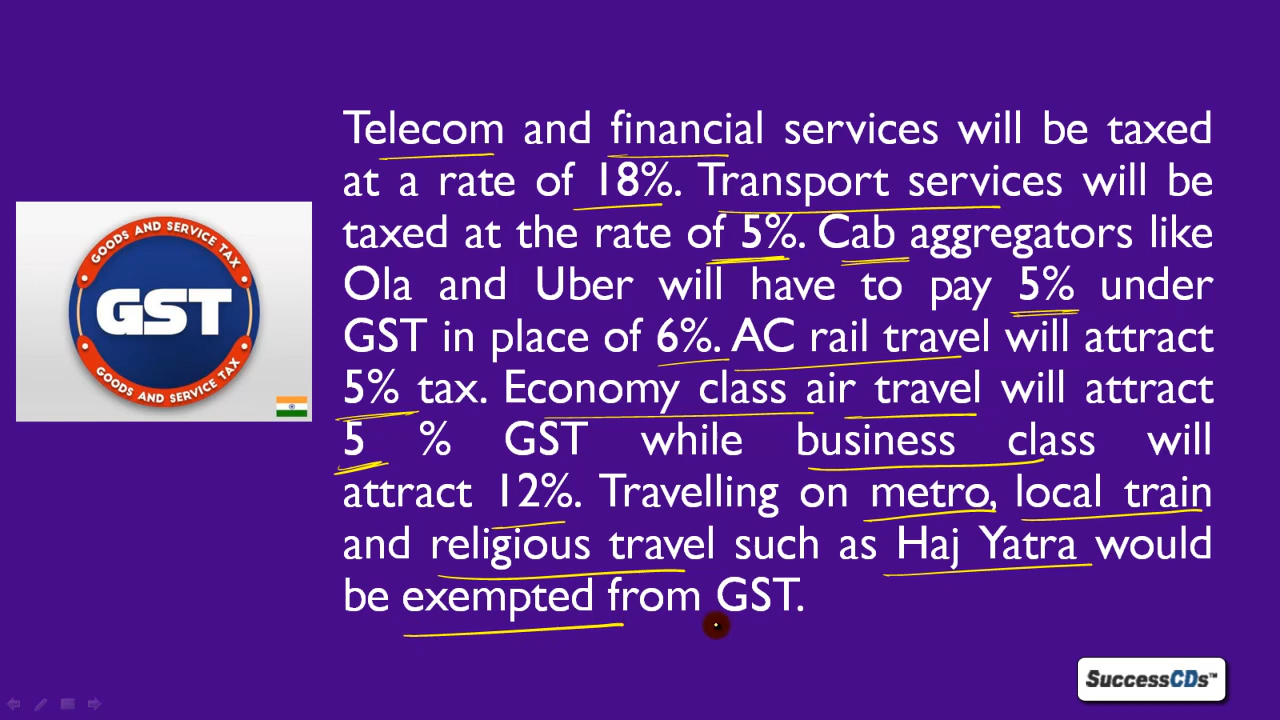 GOODS AND SERVICE TAX
GST
GOODS AND SERVICE TAX
Telecom and financial services will be taxed
at a rate of 18%. Transport services will be
taxed at the rate of 5%. Cab aggregators like
Ola and Uber will have to pay 5% under
GST in place of 6%. AC rail travel will attract
5% tax. Economy class air travel will attract
5 % GST while business class will
attract 12%. Travelling on metro, local train
and religious travel such as Haj Yatra would
be exempted from GST.
SuccessCDs™